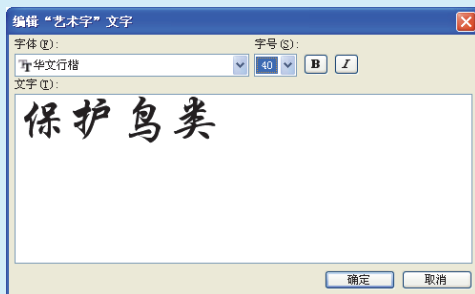 编辑“艺术字”文字
字体(F): 字号(S):
华文行楷 40 B I
文字(T):
保护鸟类
确定 取消